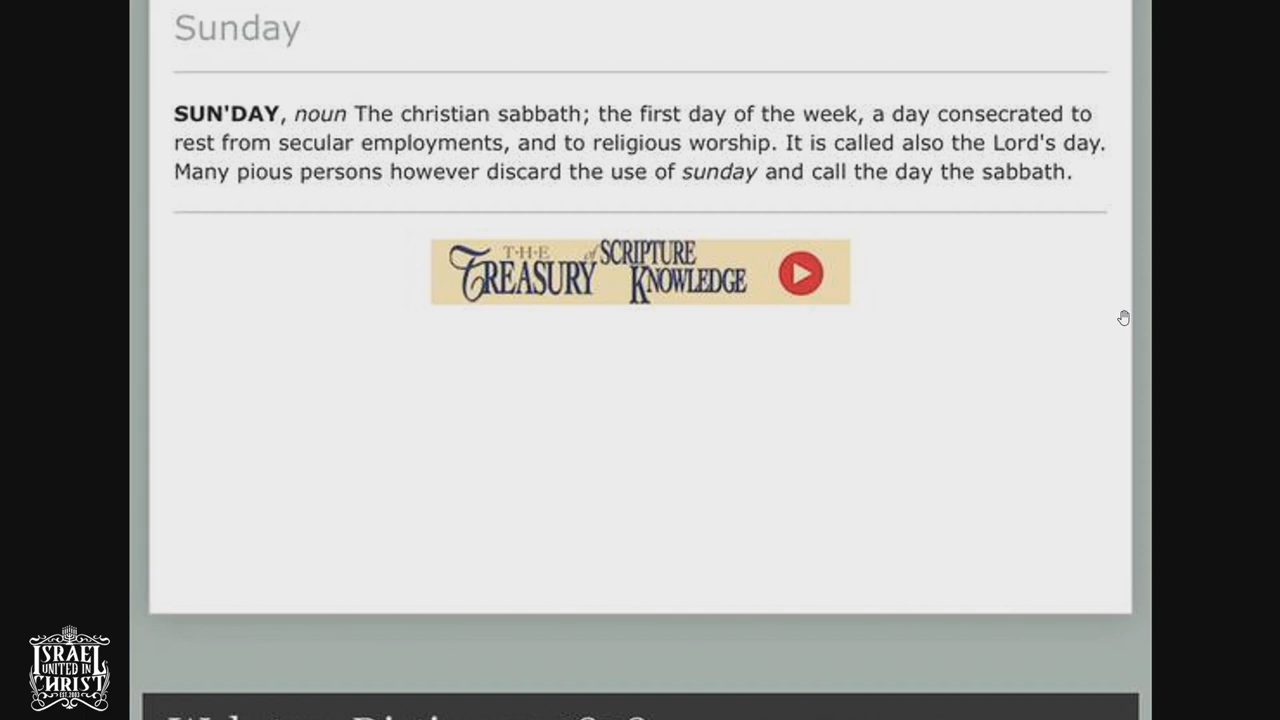 Sunday
SUN'DAY, noun The christian sabbath; the first day of the week, a day consecrated to
rest from secular employments, and to religious worship. It is called also the Lord's day.
Many pious persons however discard the use of sunday and call the day the sabbath.
THE TREASURY of SCRIPTURE KNOWLEDGE
ISRAEL
UNITED IN
CHRIST
EST. 2003